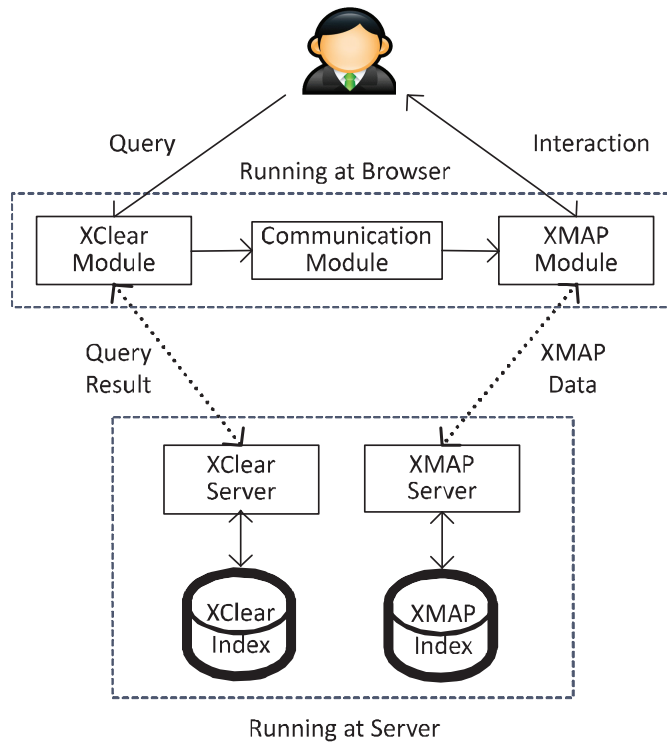 Query
Interaction
Running at Browser
XClear
Module
Communication
Module
XMAP
Module
Query
Result
XMAP
Data
XClear
Server
XMAP
Server
XClear
Index
XMAP
Index
Running at Server